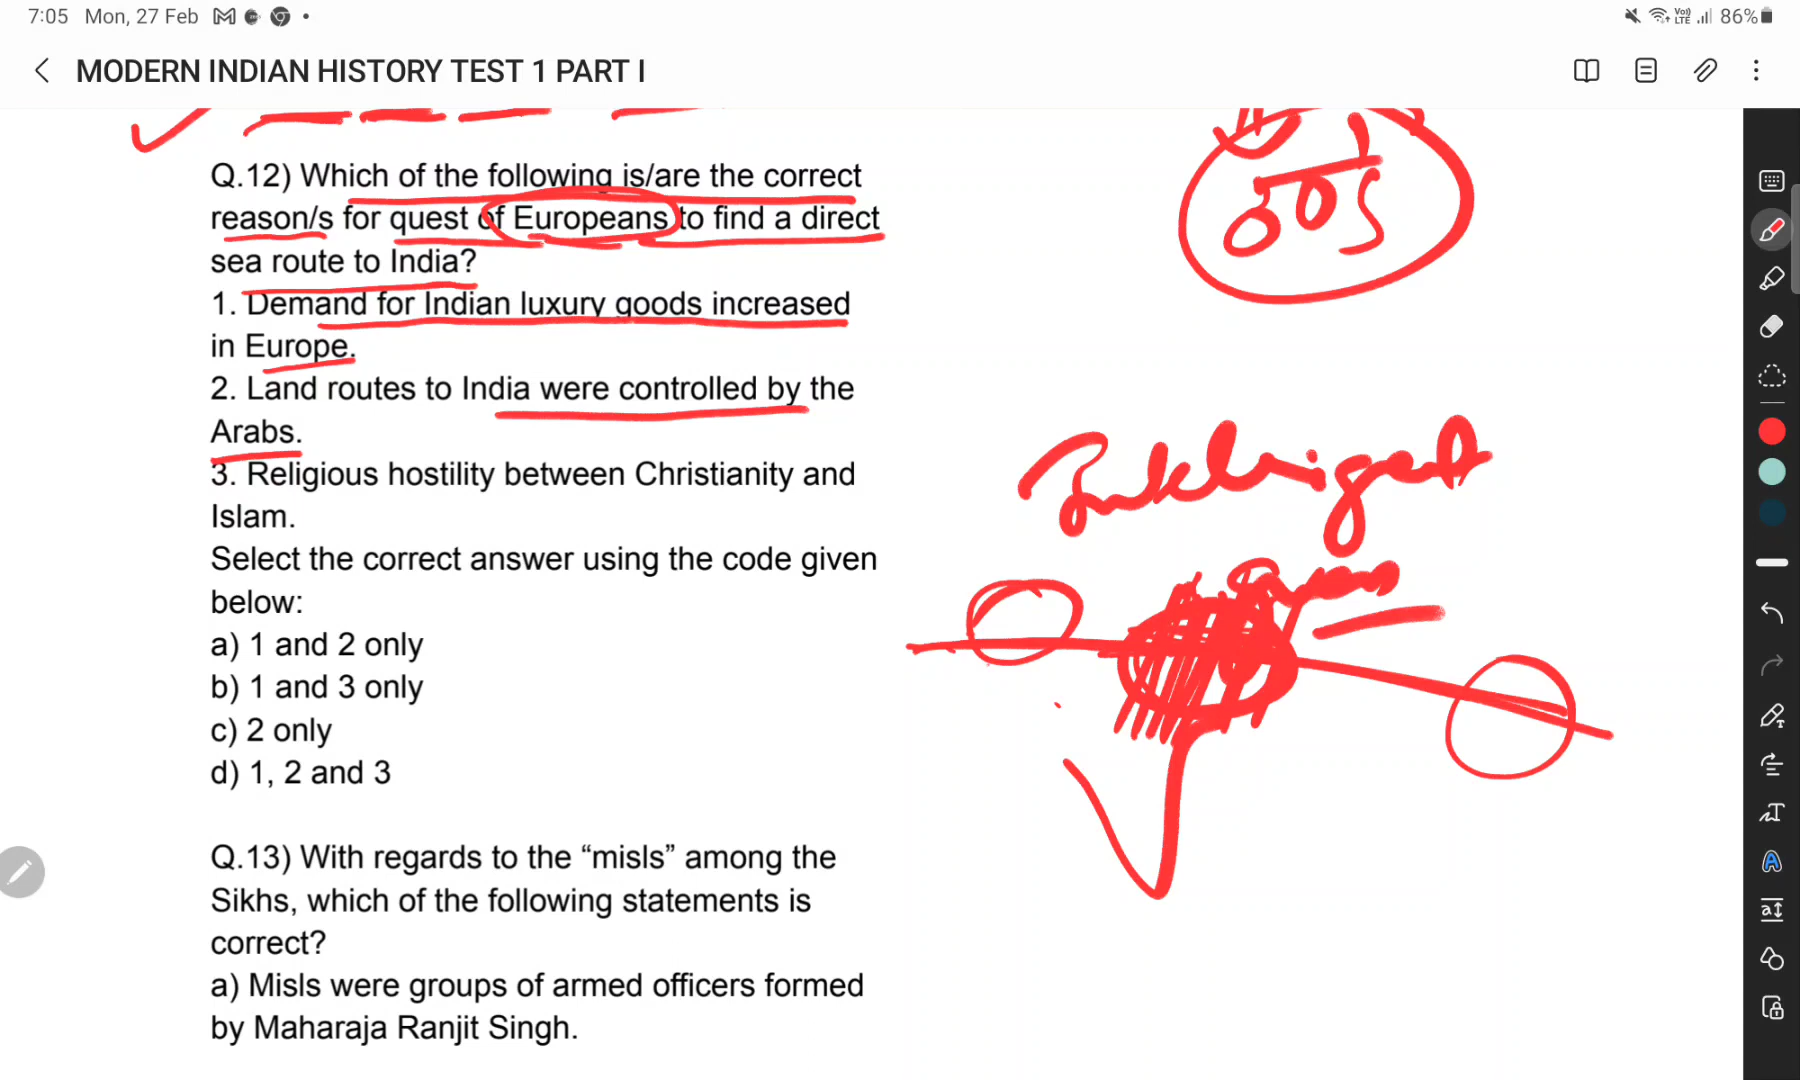 7:05 Mon, 27 Feb
86%
MODERN INDIAN HISTORY TEST 1 PART I
Q.12) Which of the following is/are the correct
reason/s for quest of Europeans to find a direct
sea route to India?
1. Demand for Indian luxury goods increased
in Europe.
2. Land routes to India were controlled by the
Arabs.
3. Religious hostility between Christianity and
Islam.
Select the correct answer using the code given
below:
a) 1 and 2 only
b) 1 and 3 only
c) 2 only
d) 1, 2 and 3
Q.13) With regards to the “misls” among the
Sikhs, which of the following statements is
correct?
a) Misls were groups of armed officers formed
by Maharaja Ranjit Singh.